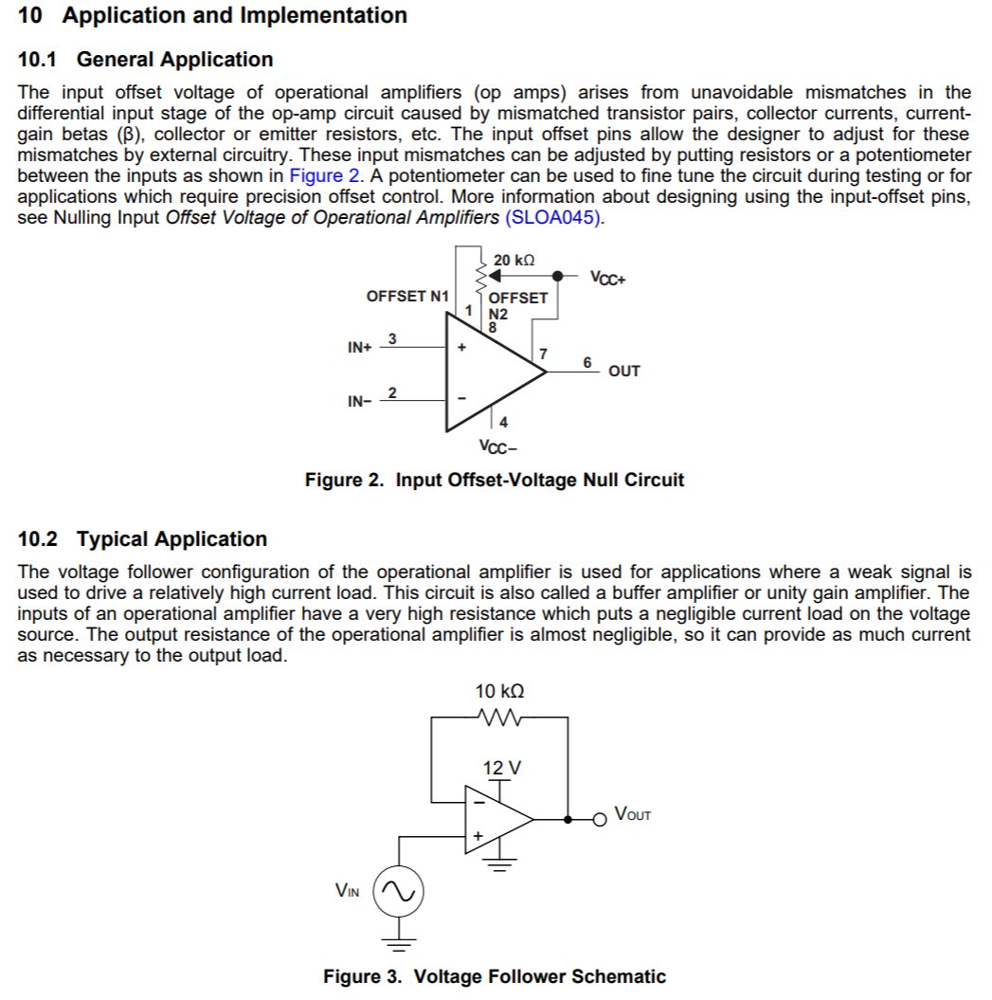 10 Application and Implementation
10.1 General Application
The input offset voltage of operational amplifiers (op amps) arises from unavoidable mismatches in the
differential input stage of the op-amp circuit caused by mismatched transistor pairs, collector currents, current-
gain betas (β), collector or emitter resistors, etc. The input offset pins allow the designer to adjust for these
mismatches by external circuitry. These input mismatches can be adjusted by putting resistors or a potentiometer
between the inputs as shown in Figure 2. A potentiometer can be used to fine tune the circuit during testing or for
applications which require precision offset control. More information about designing using the input-offset pins,
see Nulling Input Offset Voltage of Operational Amplifiers (SLOA045).
20 kΩ
VCC+
OFFSET N1
OFFSET
1 N2
8
IN+ 3
+
7
6 OUT
IN− 2
−
4
VCC−
Figure 2. Input Offset-Voltage Null Circuit
10.2 Typical Application
The voltage follower configuration of the operational amplifier is used for applications where a weak signal is
used to drive a relatively high current load. This circuit is also called a buffer amplifier or unity gain amplifier. The
inputs of an operational amplifier have a very high resistance which puts a negligible current load on the voltage
source. The output resistance of the operational amplifier is almost negligible, so it can provide as much current
as necessary to the output load.
10 kΩ
12 V
−
VOUT
+
VIN
Figure 3. Voltage Follower Schematic